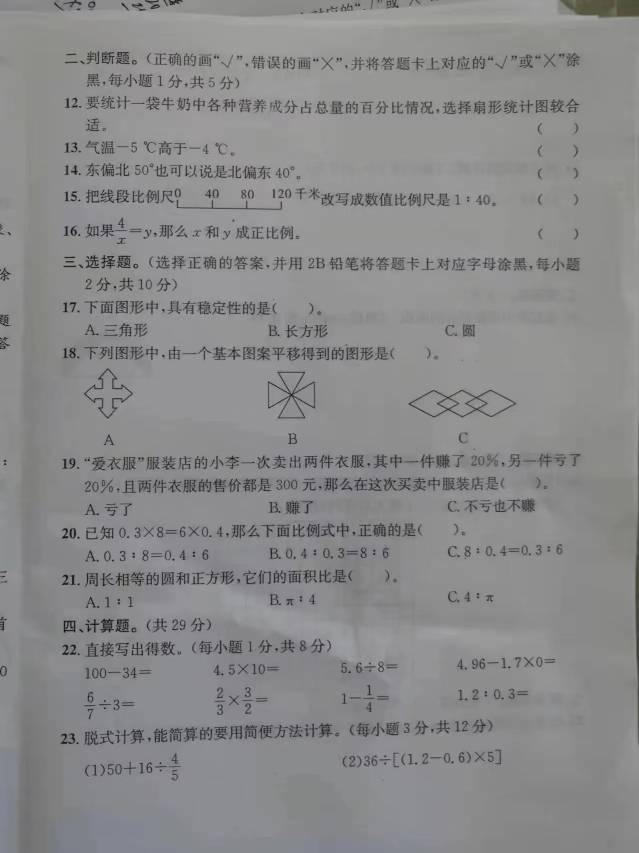 二、判断题。(正确的画“√”,错误的画“×”,并将答题卡上对应的“√”或“×”涂
黑,每小题1分,共5分)
12. 要统计一袋牛奶中各种营养成分占总量的百分比情况,选择扇形统计图较合
适。 ( )
13. 气温-5 ℃高于-4 ℃。 ( )
14. 东偏北50°也可以说是北偏东40°。 ( )
15. 把线段比例尺0 40 80 120千米改写成数值比例尺是1∶40。 ( )
16. 如果4/x=y,那么x和y成正比例。 ( )
三、选择题。(选择正确的答案,并用2B铅笔将答题卡上对应字母涂黑,每小题
2分,共10分)
17. 下面图形中,具有稳定性的是( )。
A. 三角形 B. 长方形 C. 圆
18. 下列图形中,由一个基本图案平移得到的图形是( )。
A B C
19. “爱衣服”服装店的小李一次卖出两件衣服,其中一件赚了20%,另一件亏了
20%,且两件衣服的售价都是300元,那么在这次买卖中服装店是( )。
A. 亏了 B. 赚了 C. 不亏也不赚
20. 已知0.3×8=6×0.4,那么下面比例式中,正确的是( )。
A. 0.3∶8=0.4∶6 B. 0.4∶0.3=8∶6 C. 8∶0.4=0.3∶6
21. 周长相等的圆和正方形,它们的面积比是( )。
A. 1∶1 B. π∶4 C. 4∶π
四、计算题。(共29分)
22. 直接写出得数。(每小题1分,共8分)
100-34= 4.5×10= 5.6÷8= 4.96-1.7×0=
6/7÷3= 2/3×3/2= 1-1/4= 1.2∶0.3=
23. 脱式计算,能简算的要用简便方法计算。(每小题3分,共12分)
(1)50+16÷4/5 (2)36÷[(1.2-0.6)×5]